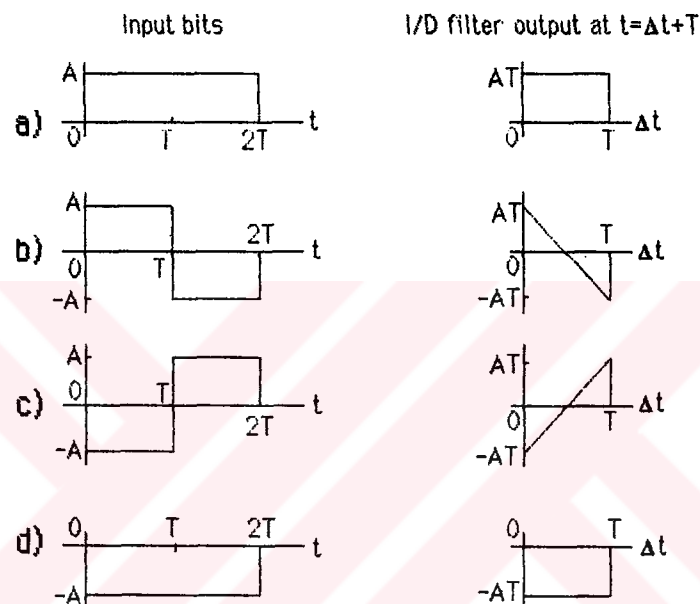 Input bits
I/D filter output at t=Δt+T
a)
A
0
T
2T
t
AT
0
T
Δt
b)
A
0
T
2T
t
-A
AT
0
T
Δt
-AT
c)
A
0
T
2T
t
-A
AT
0
T
Δt
-AT
d)
0
T
2T
t
-A
0
T
Δt
-AT